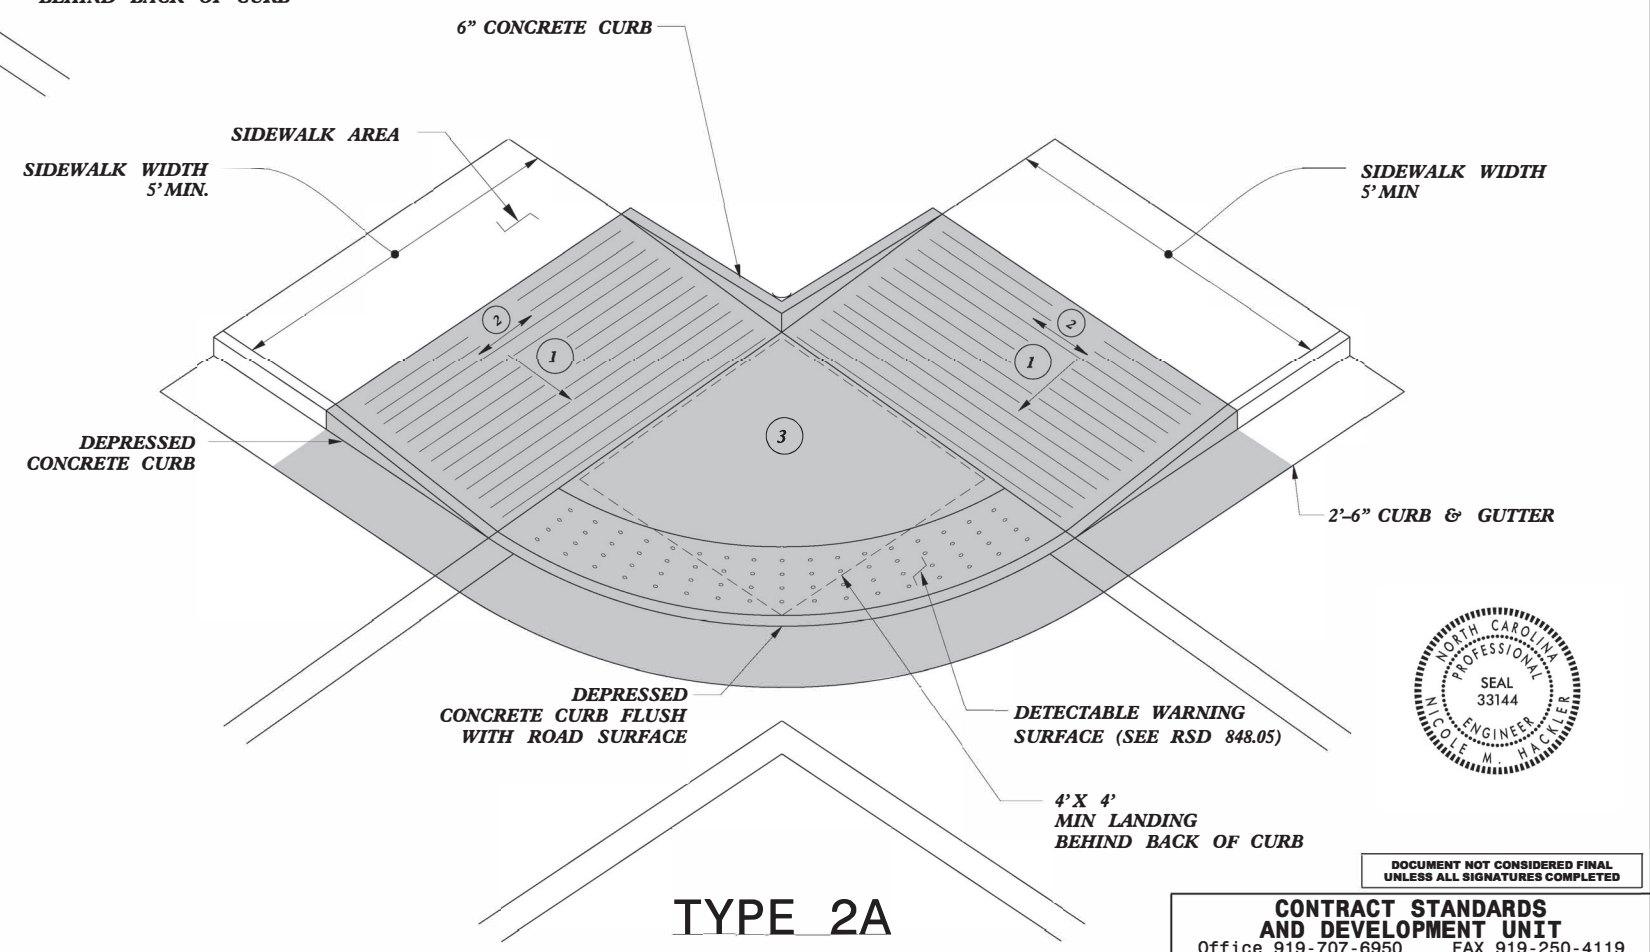 BEHIND BACK OF CURB
6" CONCRETE CURB
SIDEWALK AREA
SIDEWALK WIDTH
5' MIN.
SIDEWALK WIDTH
5' MIN
2
1
2
1
3
DEPRESSED
CONCRETE CURB
2'-6" CURB & GUTTER
DEPRESSED
CONCRETE CURB FLUSH
WITH ROAD SURFACE
DETECTABLE WARNING
SURFACE (SEE RSD 848.05)
4' X 4'
MIN LANDING
BEHIND BACK OF CURB
NORTH CAROLINA
PROFESSIONAL
SEAL
33144
ENGINEER
NICOLE M. HACKLER
DOCUMENT NOT CONSIDERED FINAL
UNLESS ALL SIGNATURES COMPLETED
TYPE 2A
CONTRACT STANDARDS
AND DEVELOPMENT UNIT
Office 919-707-6950 FAX 919-250-4119